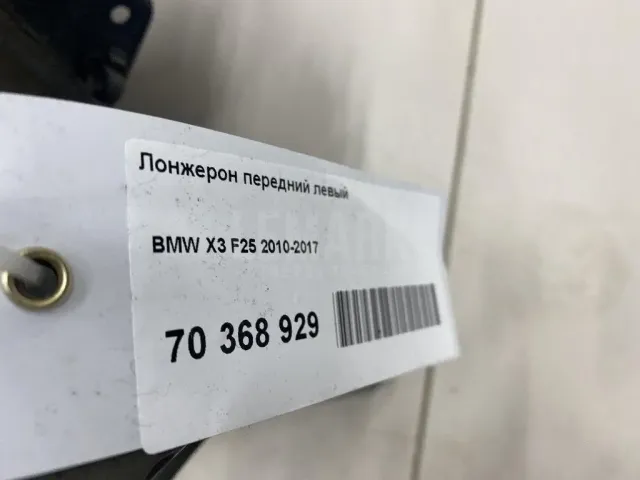 Лонжерон передний левый
BMW X3 F25 2010-2017
70 368 929